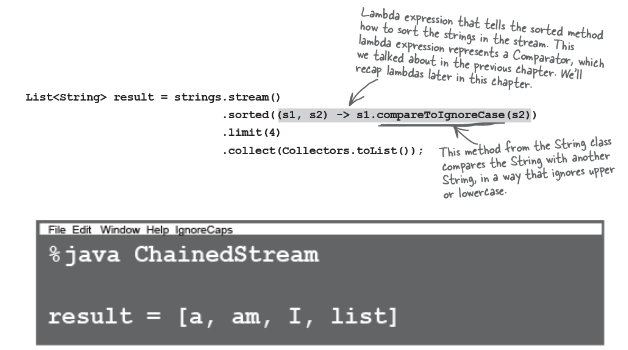 Lambda expression that tells the sorted method
how to sort the strings in the stream. This
lambda expression represents a Comparator, which
we talked about in the previous chapter. We'll
recap lambdas later in this chapter.
List<String> result = strings.stream()
.sorted((s1, s2) -> s1.compareToIgnoreCase(s2))
.limit(4)
.collect(Collectors.toList());
This method from the String class
compares the String with another
String, in a way that ignores upper
or lowercase.
File Edit Window Help IgnoreCaps
%java ChainedStream
result = [a, am, I, list]